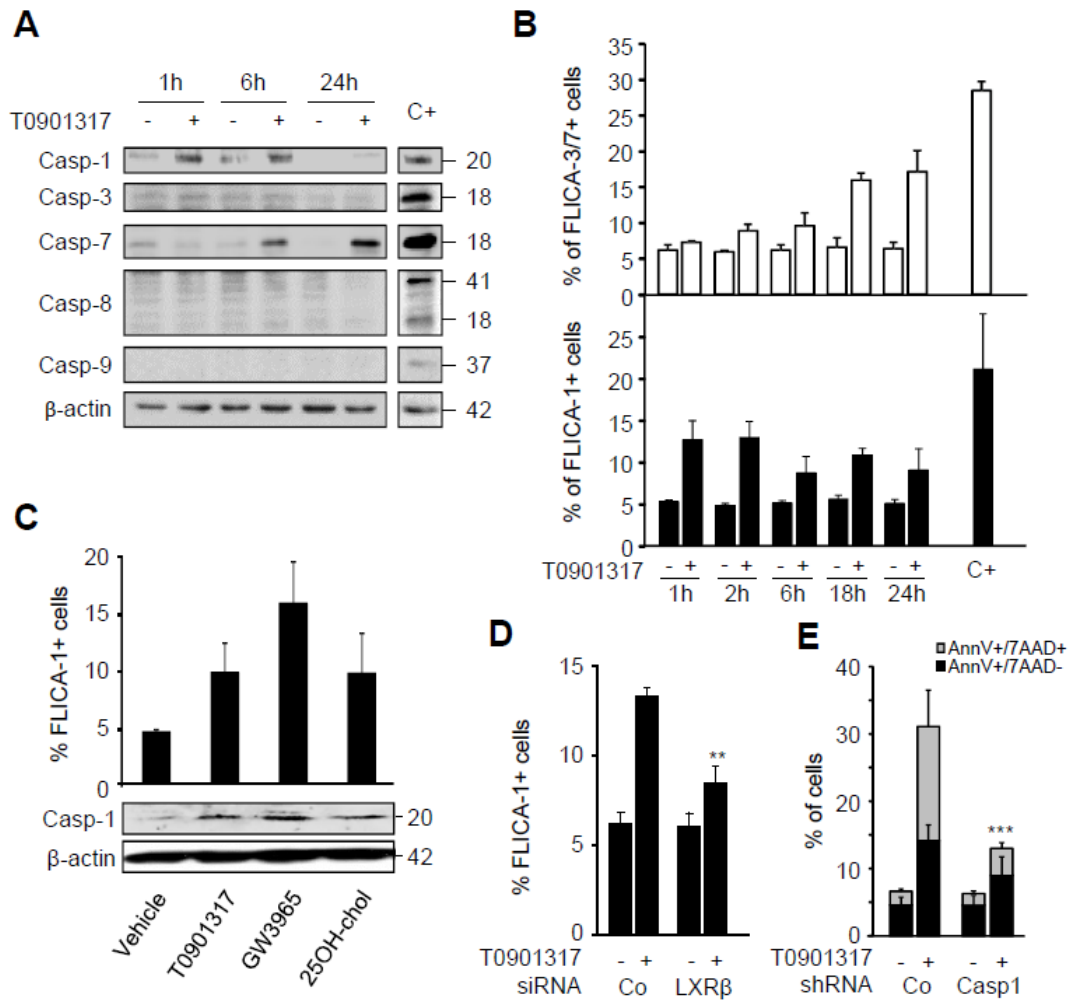 A
1h 6h 24h
T0901317 - + - + - + C+
Casp-1 20
Casp-3 18
Casp-7 18
Casp-8 41
18
Casp-9 37
β-actin 42
B
% of FLICA-3/7+ cells
35
30
25
20
15
10
5
0
% of FLICA-1+ cells
25
20
15
10
5
0
T0901317 - + - + - + - + - + C+
1h 2h 6h 18h 24h
C
% FLICA-1+ cells
20
15
10
5
0
Casp-1 20
β-actin 42
Vehicle
T0901317
GW3965
25OH-chol
D
% FLICA-1+ cells
15
10
5
0
**
T0901317 - + - +
siRNA Co LXRβ
E
AnnV+/7AAD+
AnnV+/7AAD-
% of cells
40
30
20
10
0
***
T0901317 - + - +
shRNA Co Casp1